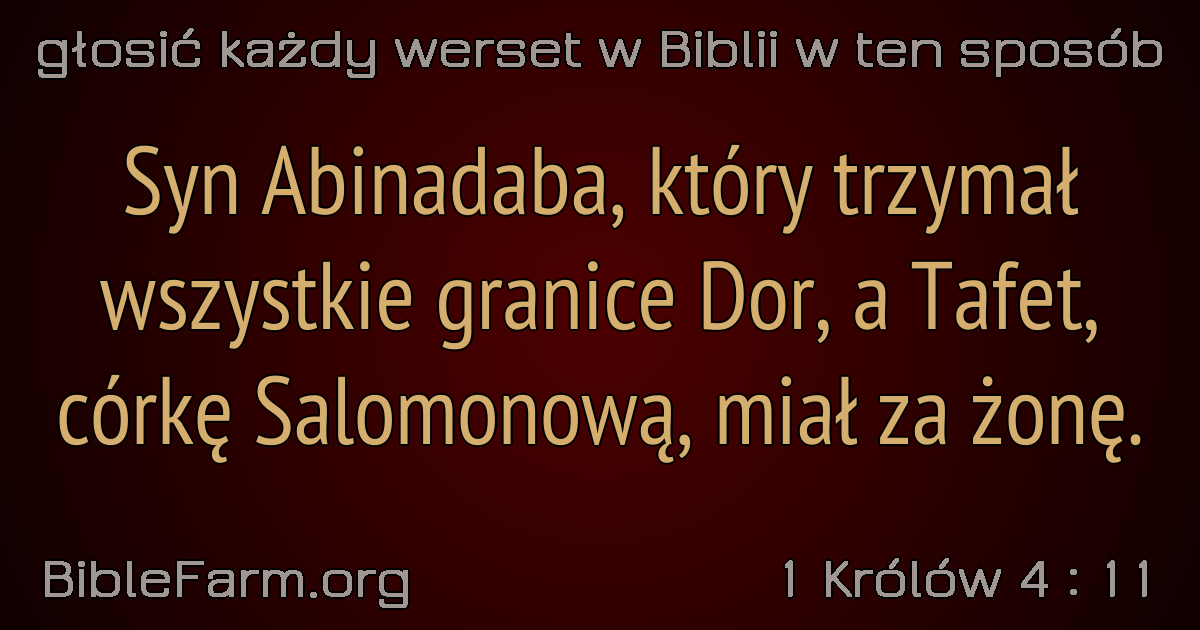 głosić każdy werset w Biblii w ten sposób
Syn Abinadaba, który trzymał
wszystkie granice Dor, a Tafet,
córkę Salomonową, miał za żonę.
BibleFarm.org
1 Królów 4 : 11